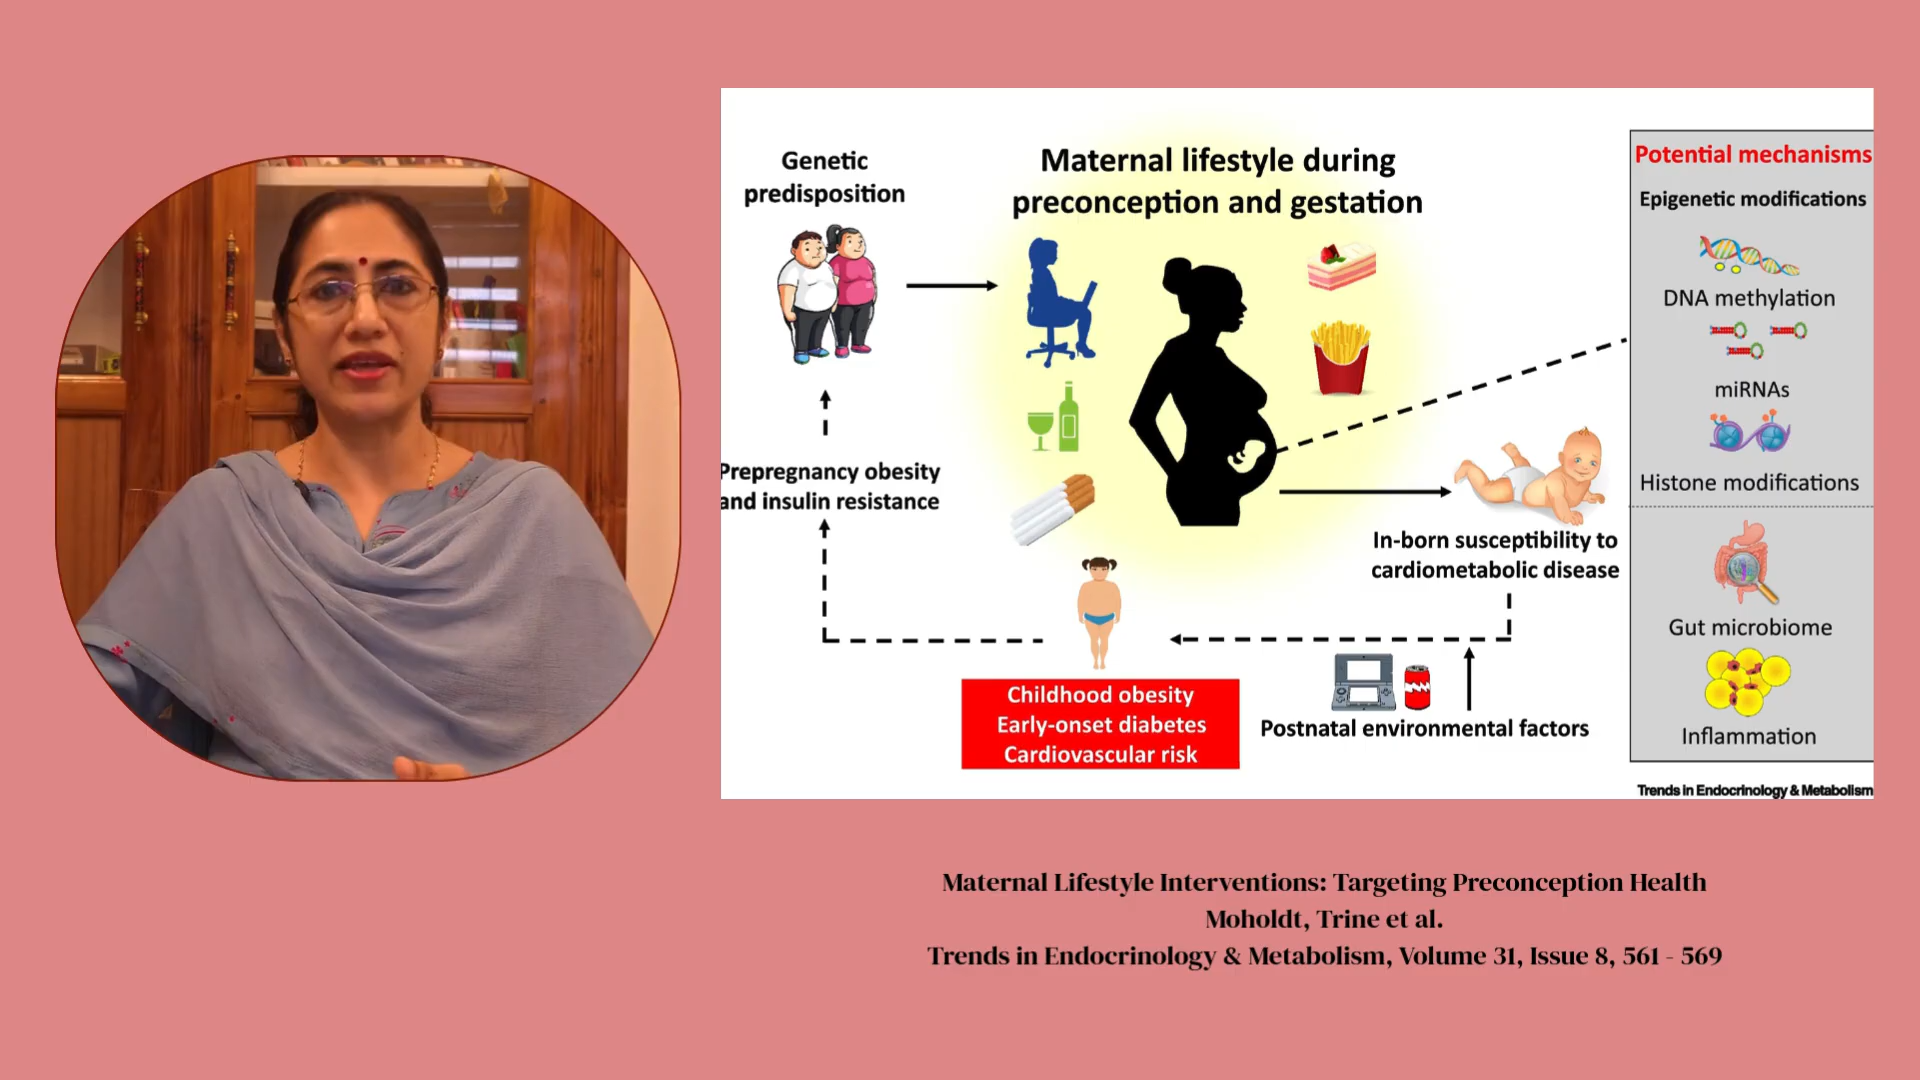 Genetic
predisposition
Maternal lifestyle during
preconception and gestation
Prepregnancy obesity
and insulin resistance
In-born susceptibility to
cardiometabolic disease
Childhood obesity
Early-onset diabetes
Cardiovascular risk
Postnatal environmental factors
Potential mechanisms
Epigenetic modifications
DNA methylation
miRNAs
Histone modifications
Gut microbiome
Inflammation
Trends in Endocrinology & Metabolism
Maternal Lifestyle Interventions: Targeting Preconception Health
Moholdt, Trine et al.
Trends in Endocrinology & Metabolism, Volume 31, Issue 8, 561 - 569